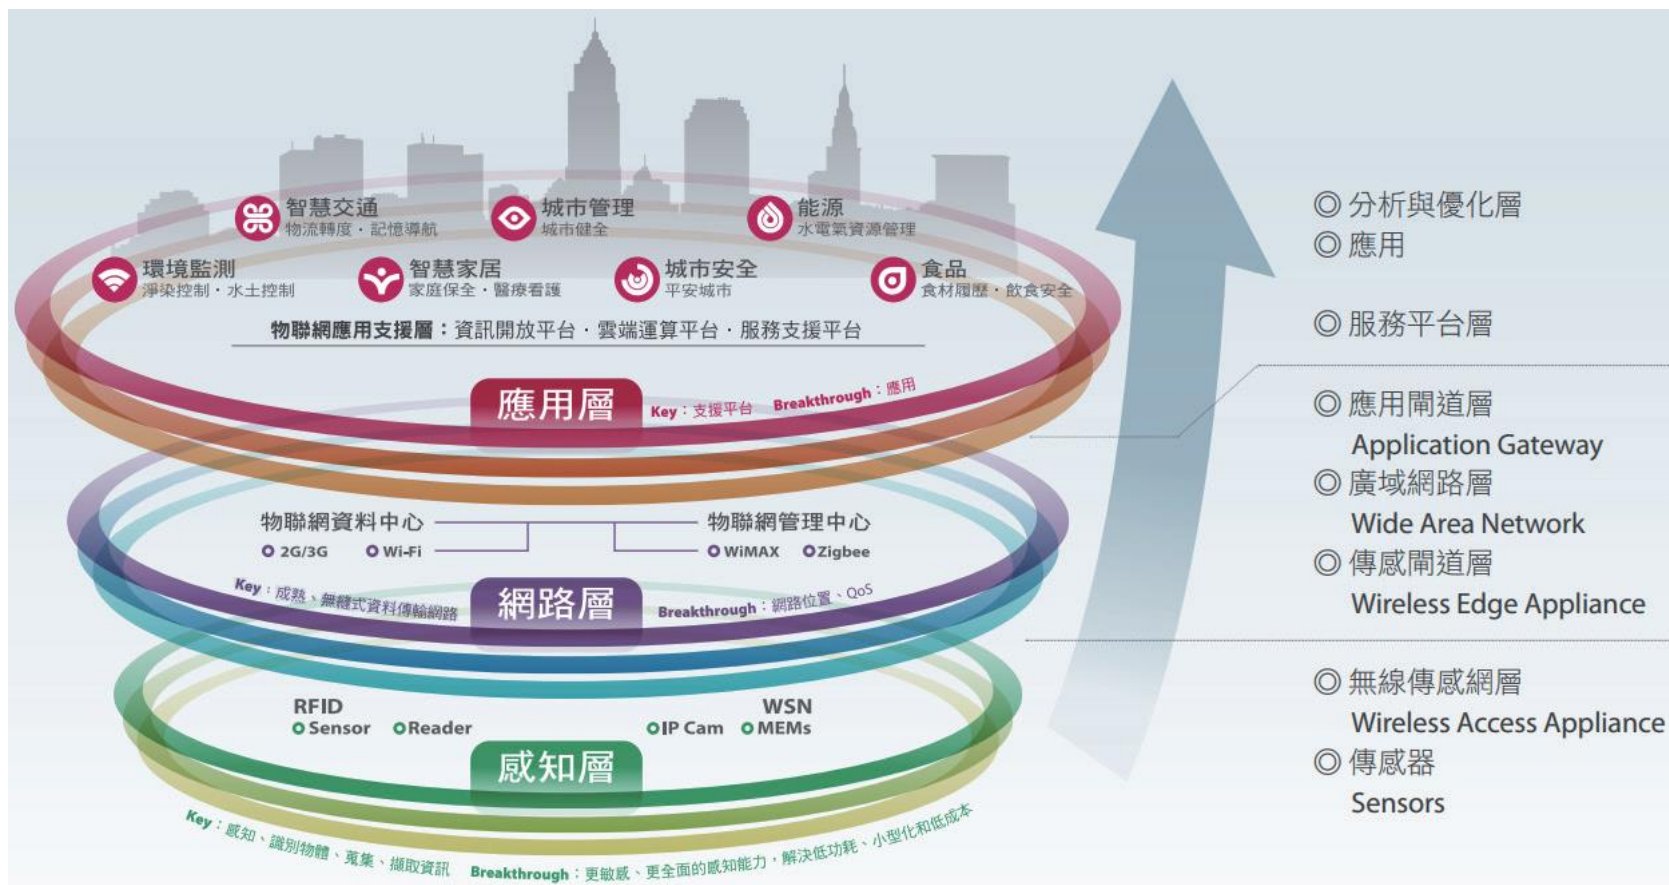 智慧交通
物流轉度・記憶導航
城市管理
城市健全
能源
水電氣資源管理
環境監測
淨染控制・水土控制
智慧家居
家庭保全・醫療看護
城市安全
平安城市
食品
食材履歷・飲食安全
物聯網應用支援層：資訊開放平台・雲端運算平台・服務支援平台
應用層
Key：支援平台 Breakthrough：應用
物聯網資料中心
2G/3G Wi-Fi
物聯網管理中心
WiMAX Zigbee
Key：成熟、無縫式資料傳輸網路
網路層
Breakthrough：網路位置、QoS
RFID
Sensor Reader
WSN
IP Cam MEMs
感知層
Key：感知、識別物體、蒐集、擷取資訊 Breakthrough：更敏感、更全面的感知能力，解決低功耗、小型化和低成本
◎ 分析與優化層
◎ 應用
◎ 服務平台層
◎ 應用閘道層
Application Gateway
◎ 廣域網路層
Wide Area Network
◎ 傳感閘道層
Wireless Edge Appliance
◎ 無線傳感網層
Wireless Access Appliance
◎ 傳感器
Sensors